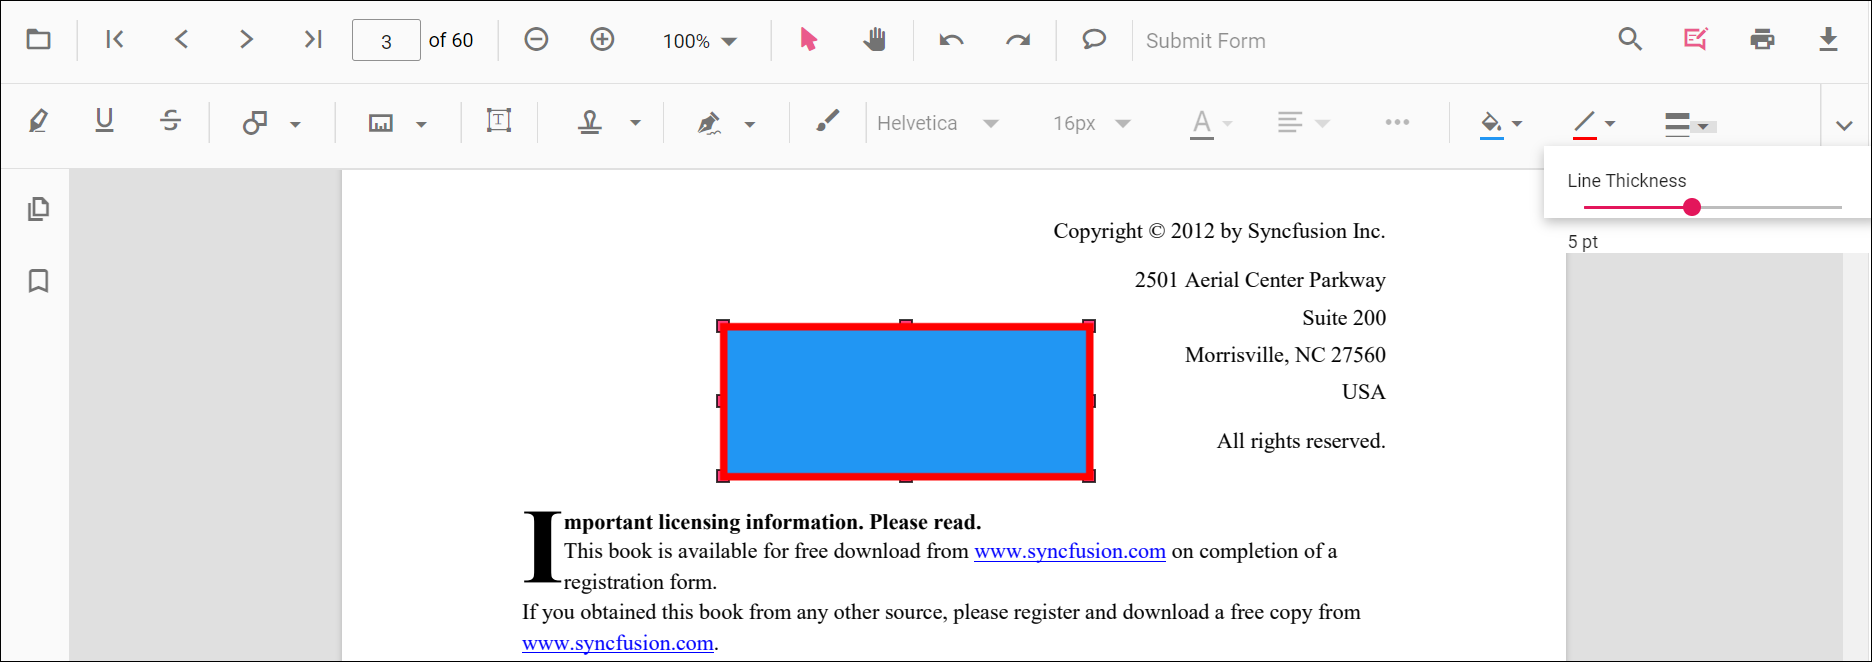 3 of 60 100% Submit Form
U S T Helvetica 16px A
Line Thickness
5 pt
Copyright © 2012 by Syncfusion Inc.
2501 Aerial Center Parkway
Suite 200
Morrisville, NC 27560
USA
All rights reserved.
Important licensing information. Please read.
This book is available for free download from www.syncfusion.com on completion of a
registration form.
If you obtained this book from any other source, please register and download a free copy from
www.syncfusion.com.